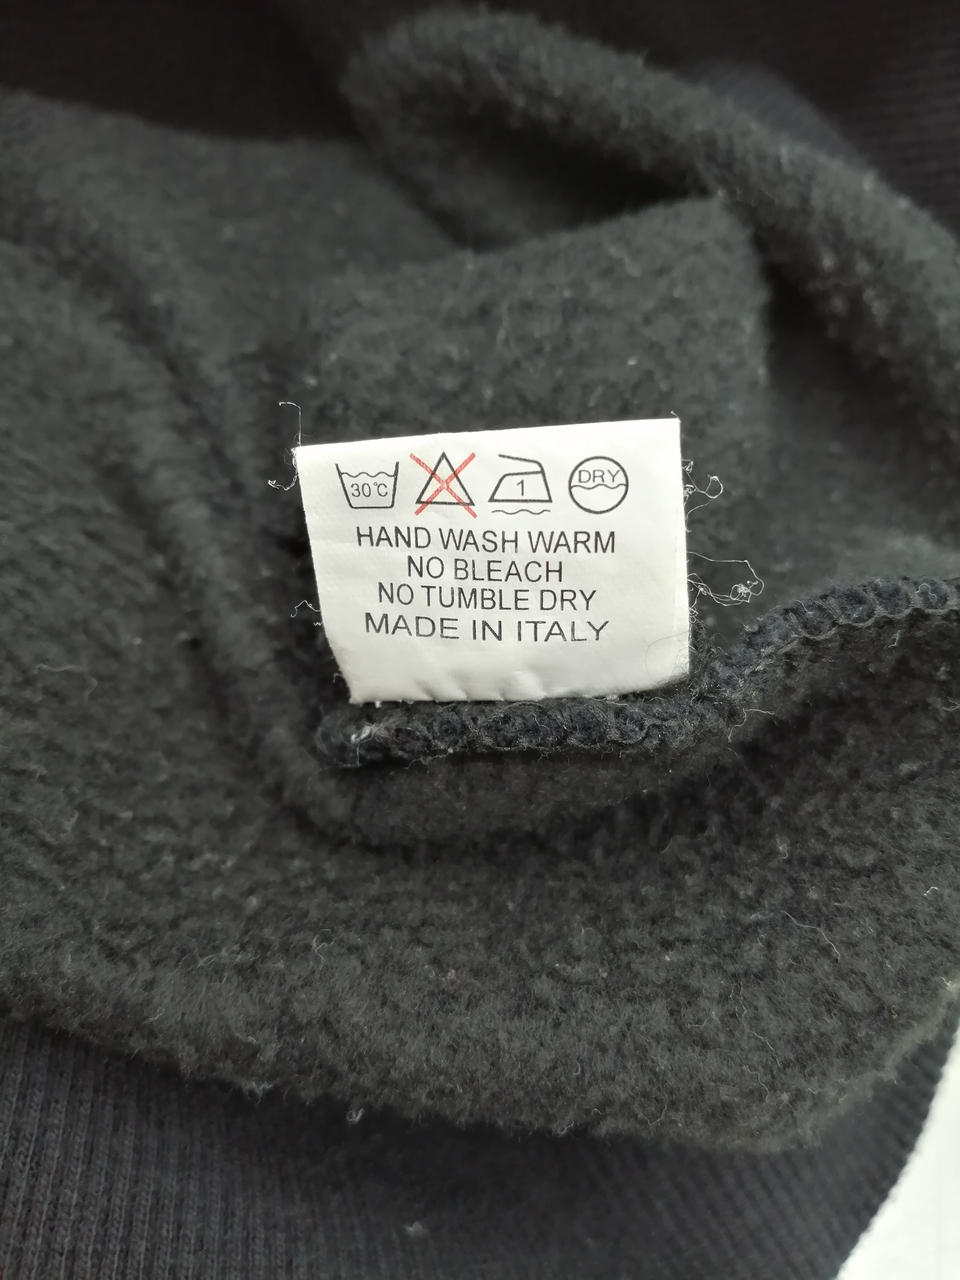 30°C 1 DRY
HAND WASH WARM
NO BLEACH
NO TUMBLE DRY
MADE IN ITALY